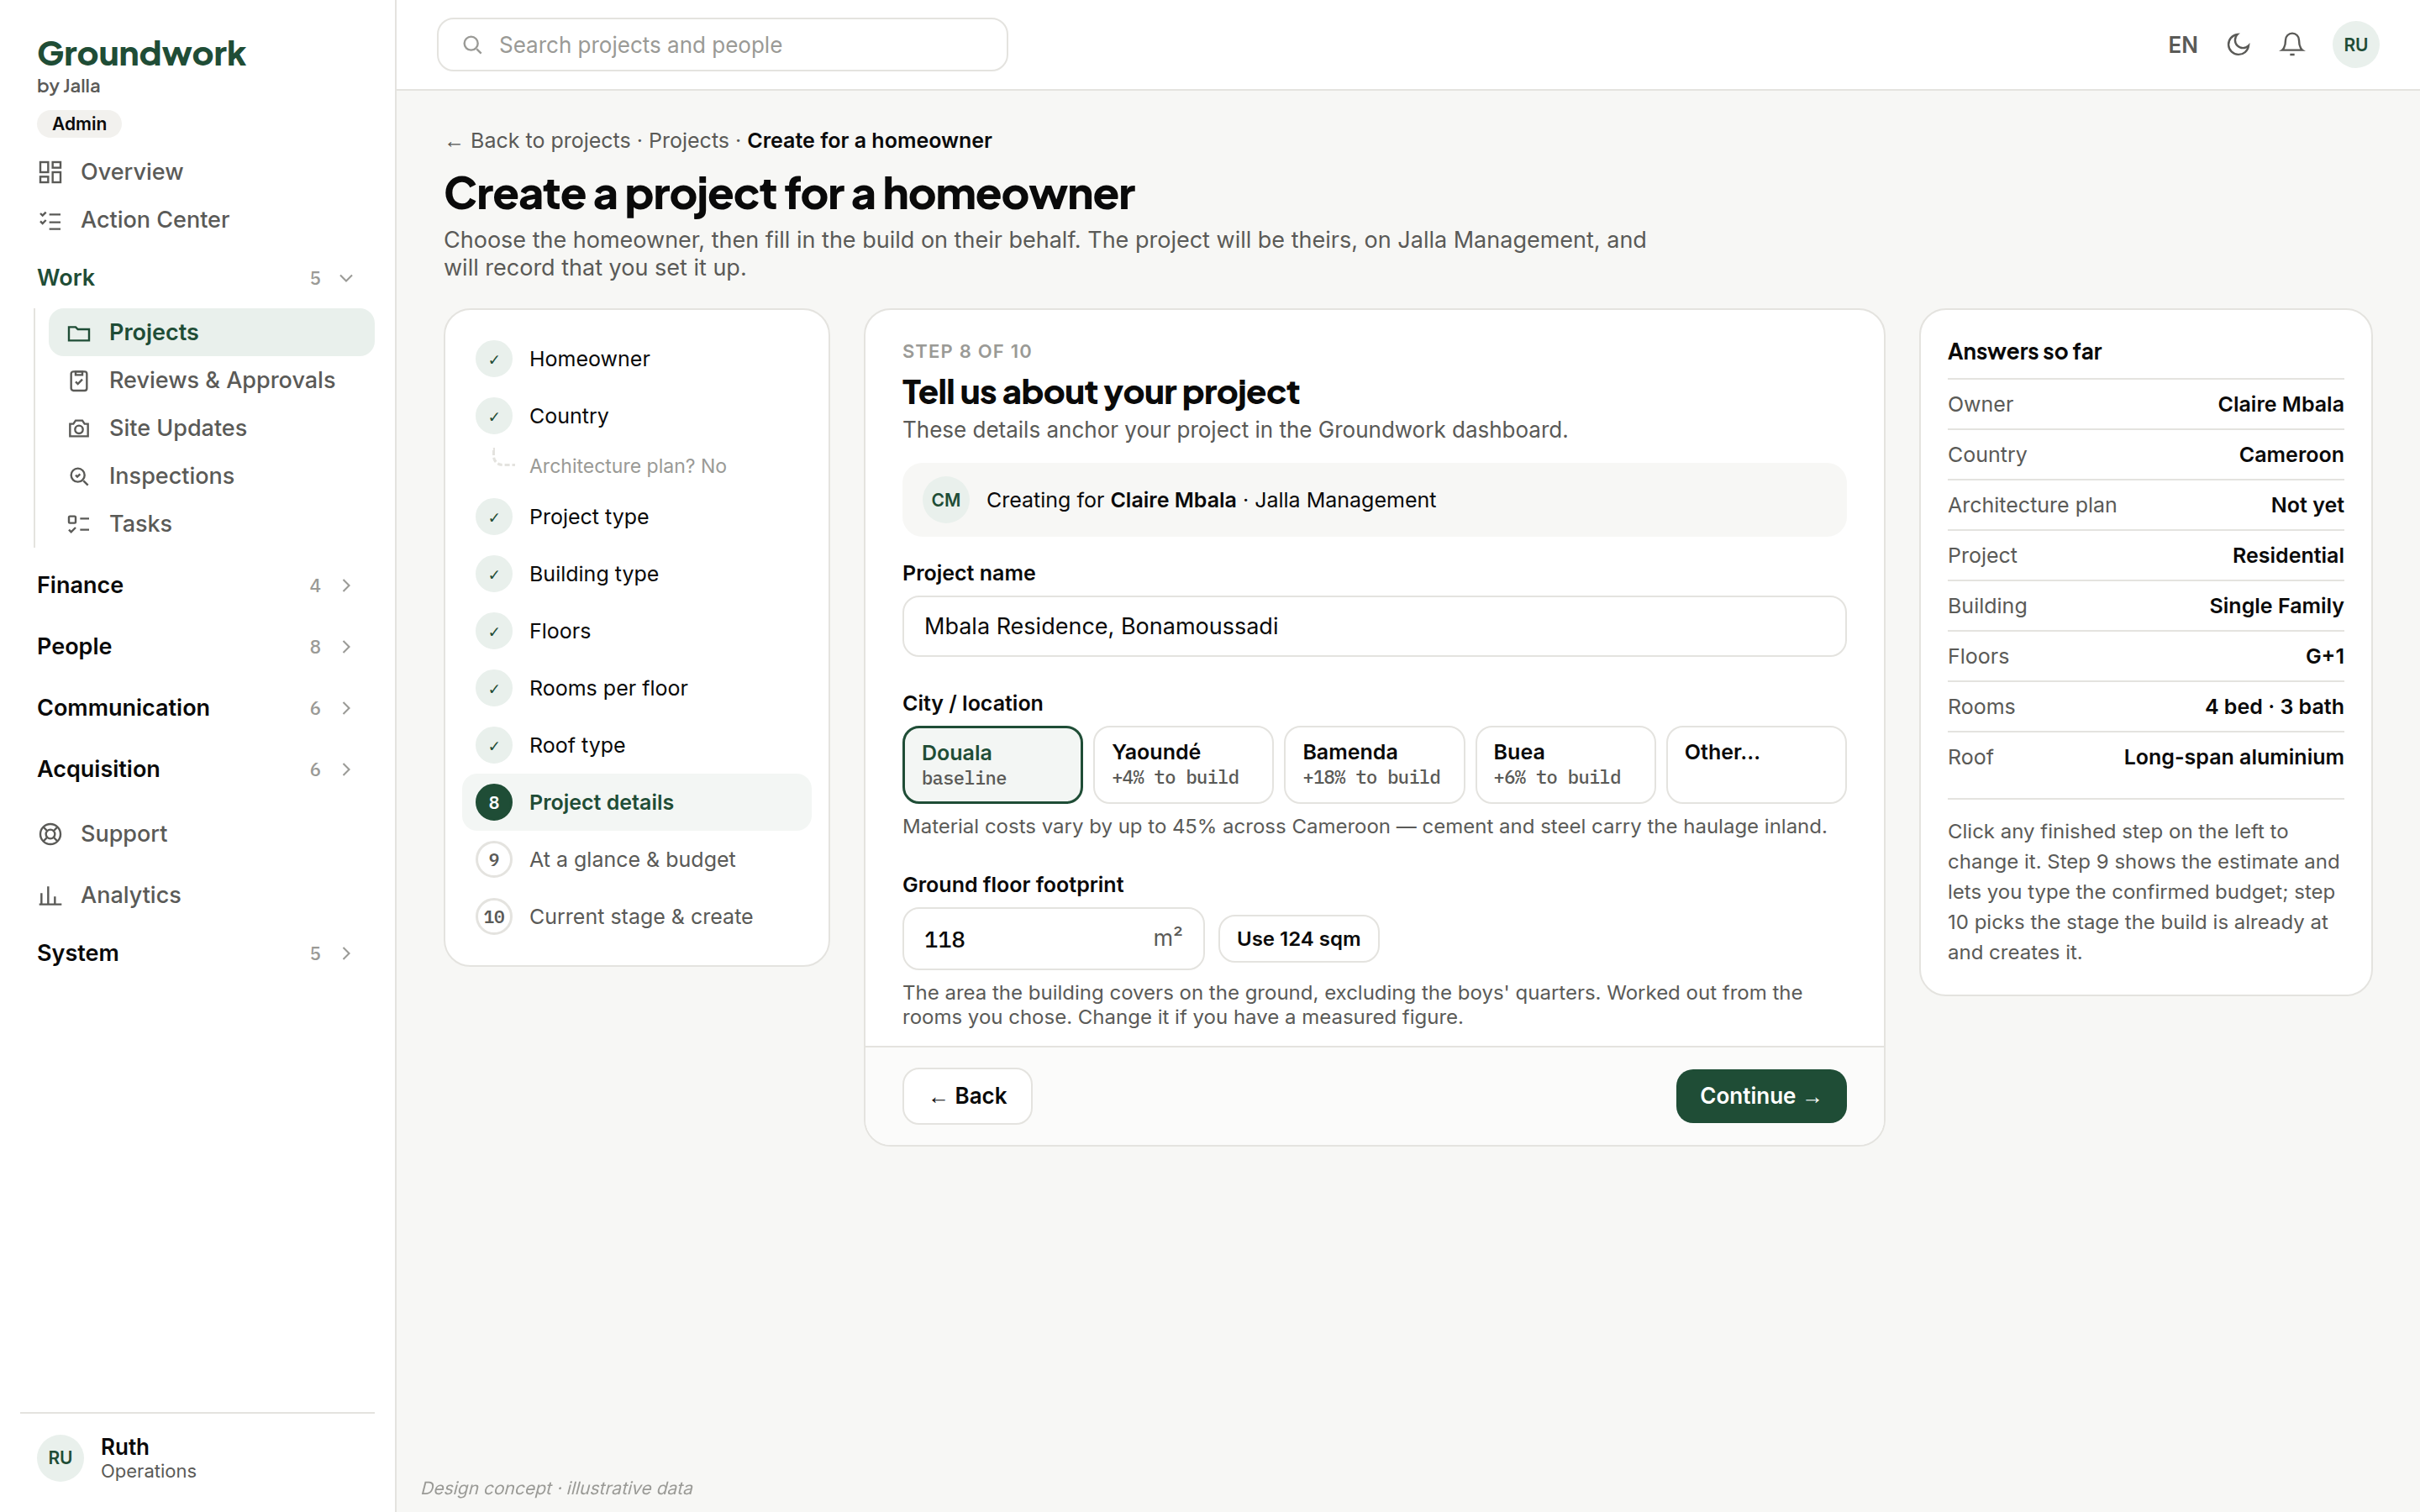 Groundwork
by Jalla
Admin
Overview
Action Center
Work 5
Projects
Reviews & Approvals
Site Updates
Inspections
Tasks
Finance 4
People 8
Communication 6
Acquisition 6
Support
Analytics
System 5
RU
Ruth
Operations
Search projects and people
EN
RU
← Back to projects · Projects · Create for a homeowner
Create a project for a homeowner
Choose the homeowner, then fill in the build on their behalf. The project will be theirs, on Jalla Management, and
will record that you set it up.
✓ Homeowner
✓ Country
Architecture plan? No
✓ Project type
✓ Building type
✓ Floors
✓ Rooms per floor
✓ Roof type
8 Project details
9 At a glance & budget
10 Current stage & create
STEP 8 OF 10
Tell us about your project
These details anchor your project in the Groundwork dashboard.
CM Creating for Claire Mbala · Jalla Management
Project name
Mbala Residence, Bonamoussadi
City / location
Douala
baseline
Yaoundé
+4% to build
Bamenda
+18% to build
Buea
+6% to build
Other...
Material costs vary by up to 45% across Cameroon — cement and steel carry the haulage inland.
Ground floor footprint
118 m²
Use 124 sqm
The area the building covers on the ground, excluding the boys' quarters. Worked out from the
rooms you chose. Change it if you have a measured figure.
← Back
Continue →
Answers so far
Owner Claire Mbala
Country Cameroon
Architecture plan Not yet
Project Residential
Building Single Family
Floors G+1
Rooms 4 bed · 3 bath
Roof Long-span aluminium
Click any finished step on the left to
change it. Step 9 shows the estimate and
lets you type the confirmed budget; step
10 picks the stage the build is already at
and creates it.
Design concept · illustrative data